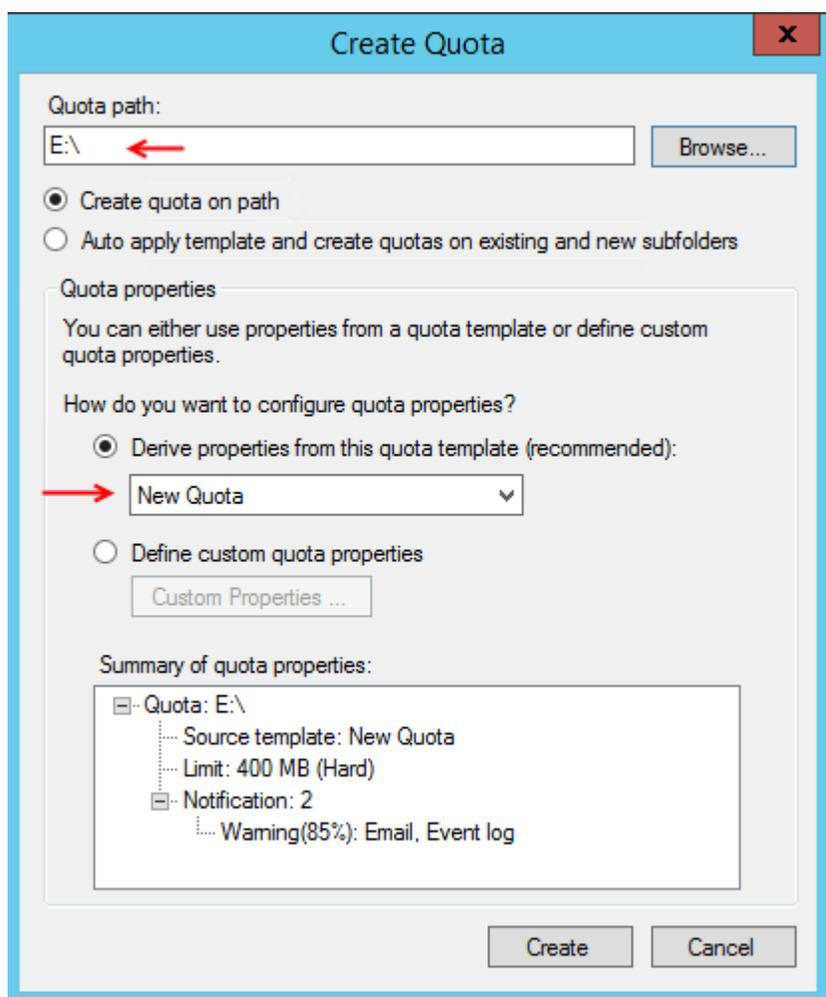 Create Quota
x
Quota path:
E:\
Browse...
Create quota on path
Auto apply template and create quotas on existing and new subfolders
Quota properties
You can either use properties from a quota template or define custom
quota properties.
How do you want to configure quota properties?
Derive properties from this quota template (recommended):
New Quota
Define custom quota properties
Custom Properties ...
Summary of quota properties:
Quota: E:\
Source template: New Quota
Limit: 400 MB (Hard)
Notification: 2
Warning(85%): Email, Event log
Create
Cancel